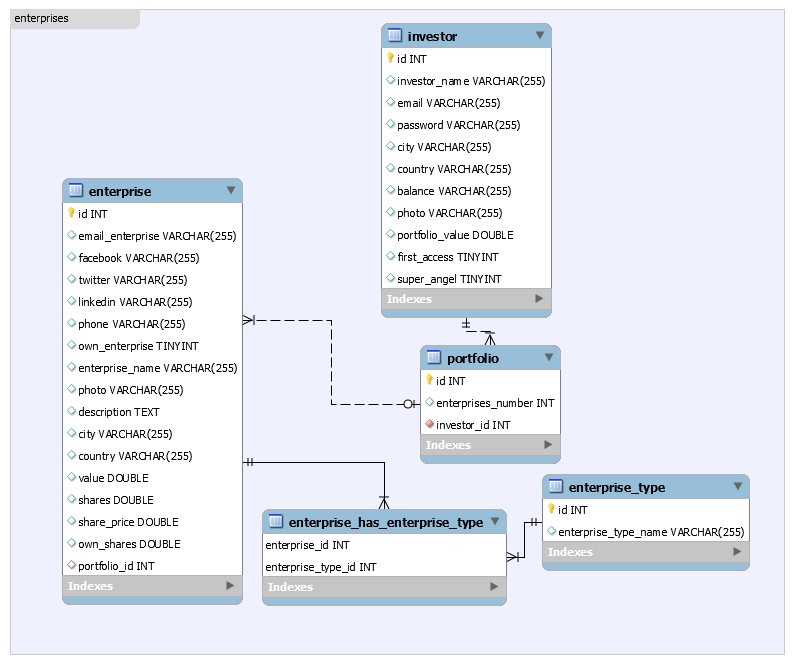 enterprises
investor
id INT
investor_name VARCHAR(255)
email VARCHAR(255)
password VARCHAR(255)
city VARCHAR(255)
country VARCHAR(255)
balance VARCHAR(255)
photo VARCHAR(255)
portfolio_value DOUBLE
first_access TINYINT
super_angel TINYINT
Indexes
enterprise
id INT
email_enterprise VARCHAR(255)
facebook VARCHAR(255)
twitter VARCHAR(255)
linkedin VARCHAR(255)
phone VARCHAR(255)
own_enterprise TINYINT
enterprise_name VARCHAR(255)
photo VARCHAR(255)
description TEXT
city VARCHAR(255)
country VARCHAR(255)
value DOUBLE
shares DOUBLE
share_price DOUBLE
own_shares DOUBLE
portfolio_id INT
Indexes
portfolio
id INT
enterprises_number INT
investor_id INT
Indexes
enterprise_has_enterprise_type
enterprise_id INT
enterprise_type_id INT
Indexes
enterprise_type
id INT
enterprise_type_name VARCHAR(255)
Indexes